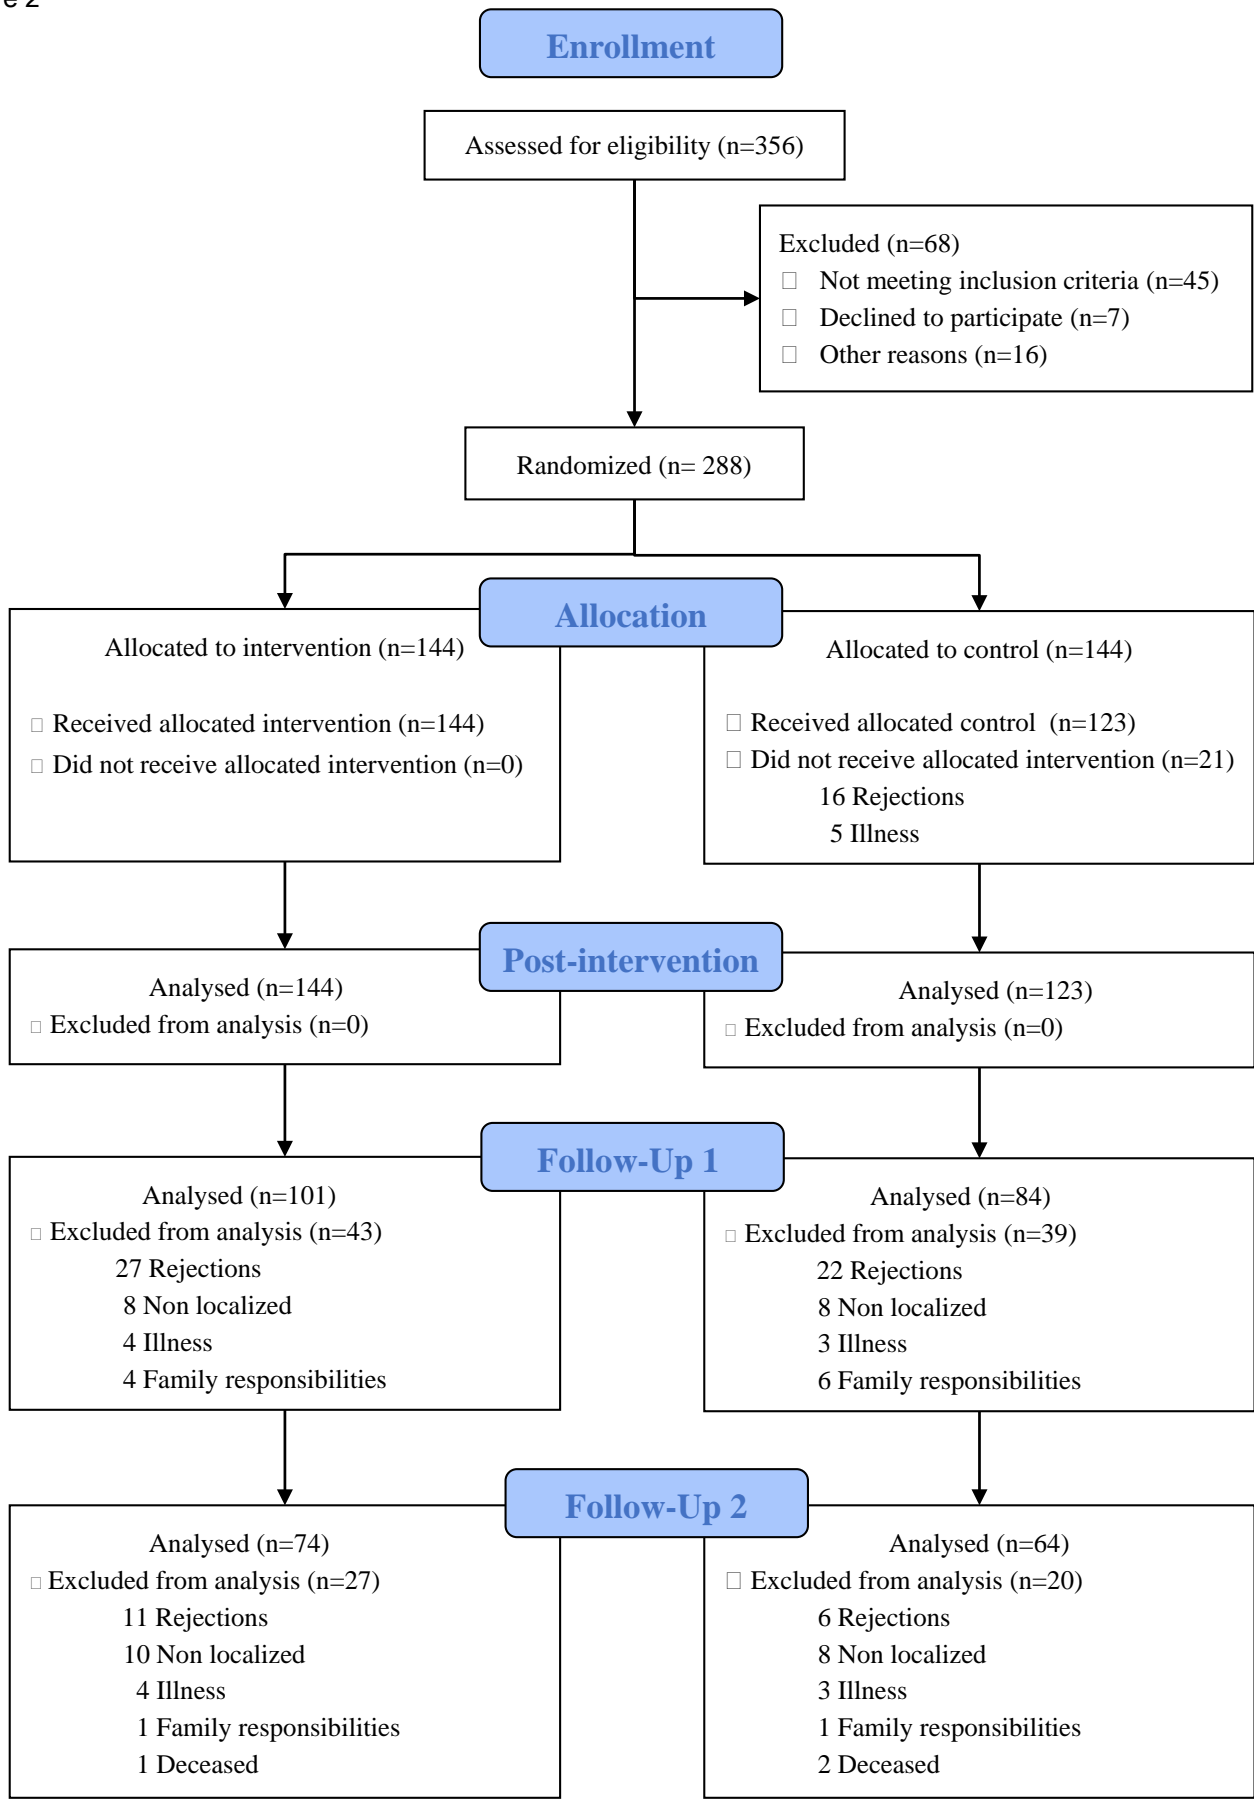 e 2
Enrollment
Assessed for eligibility (n=356)
Excluded (n=68)
Not meeting inclusion criteria (n=45)
Declined to participate (n=7)
Other reasons (n=16)
Randomized (n= 288)
Allocation
Allocated to intervention (n=144)
Received allocated intervention (n=144)
Did not receive allocated intervention (n=0)
Allocated to control (n=144)
Received allocated control (n=123)
Did not receive allocated intervention (n=21)
16 Rejections
5 Illness
Post-intervention
Analysed (n=144)
Excluded from analysis (n=0)
Analysed (n=123)
Excluded from analysis (n=0)
Follow-Up 1
Analysed (n=101)
Excluded from analysis (n=43)
27 Rejections
8 Non localized
4 Illness
4 Family responsibilities
Analysed (n=84)
Excluded from analysis (n=39)
22 Rejections
8 Non localized
3 Illness
6 Family responsibilities
Follow-Up 2
Analysed (n=74)
Excluded from analysis (n=27)
11 Rejections
10 Non localized
4 Illness
1 Family responsibilities
1 Deceased
Analysed (n=64)
Excluded from analysis (n=20)
6 Rejections
8 Non localized
3 Illness
1 Family responsibilities
2 Deceased